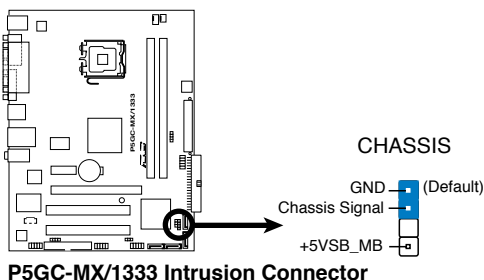 P5GC-MX/1333
CHASSIS
GND
(Default)
Chassis Signal
+5VSB_MB
P5GC-MX/1333 Intrusion Connector